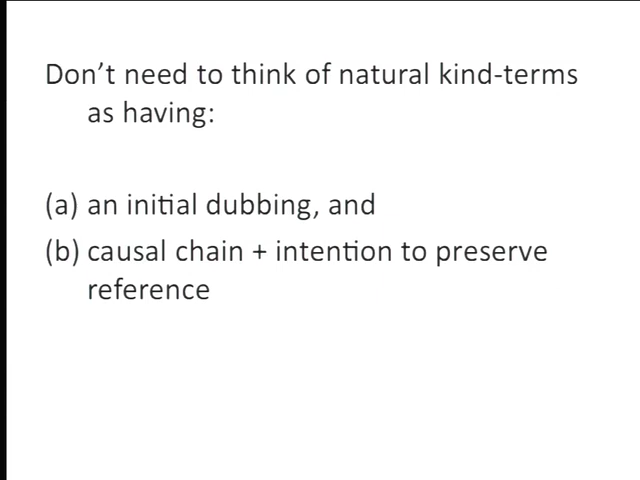 Don’t need to think of natural kind-terms
as having:
(a) an initial dubbing, and
(b) causal chain + intention to preserve
reference